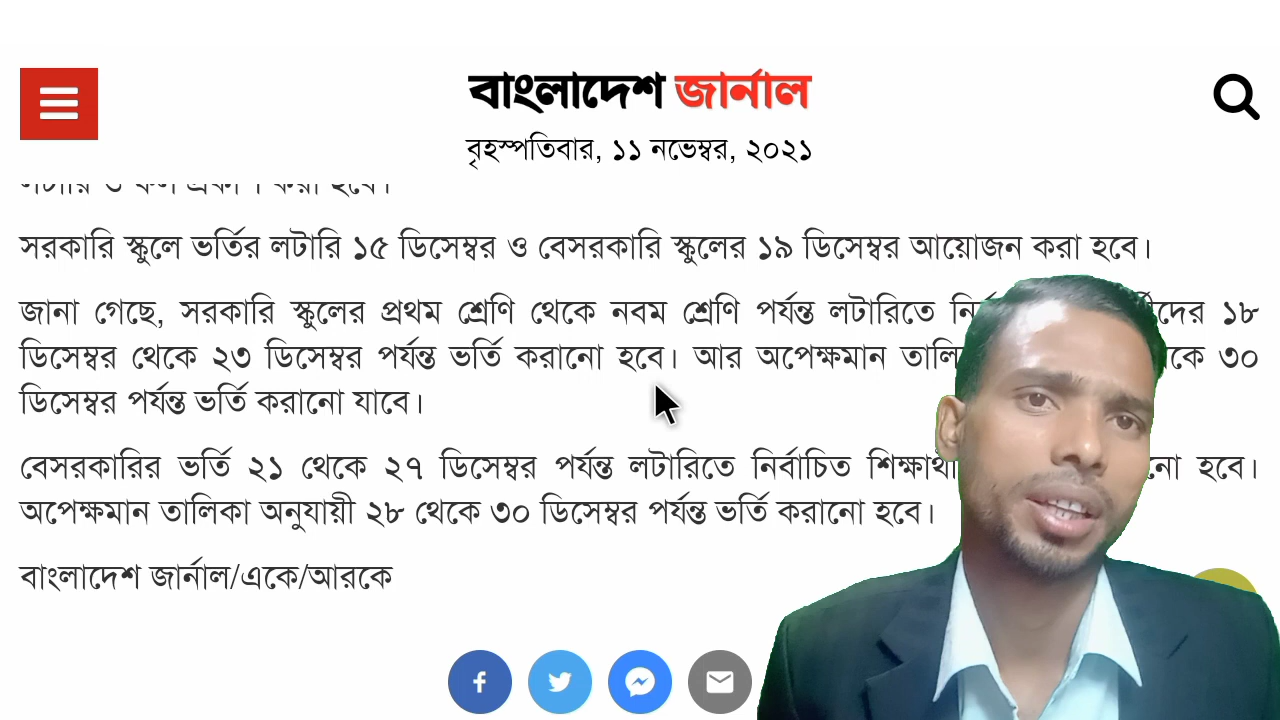 বাংলাদেশ জার্নাল
বৃহস্পতিবার, ১১ নভেম্বর, ২০২১
সরকারি স্কুলে ভর্তির লটারি ১৫ ডিসেম্বর ও বেসরকারি স্কুলের ১৯ ডিসেম্বর আয়োজন করা হবে।
জানা গেছে, সরকারি স্কুলের প্রথম শ্রেণি থেকে নবম শ্রেণি পর্যন্ত লটারিতে ১৮
ডিসেম্বর থেকে ২৩ ডিসেম্বর পর্যন্ত ভর্তি করানো হবে। আর অপেক্ষমান ৩০
ডিসেম্বর পর্যন্ত ভর্তি করানো যাবে।
বেসরকারির ভর্তি ২১ থেকে ২৭ ডিসেম্বর পর্যন্ত লটারিতে নির্বাচিত হবে।
অপেক্ষমান তালিকা অনুযায়ী ২৮ থেকে ৩০ ডিসেম্বর পর্যন্ত ভর্তি করানো হবে।
বাংলাদেশ জার্নাল/একে/আরকে